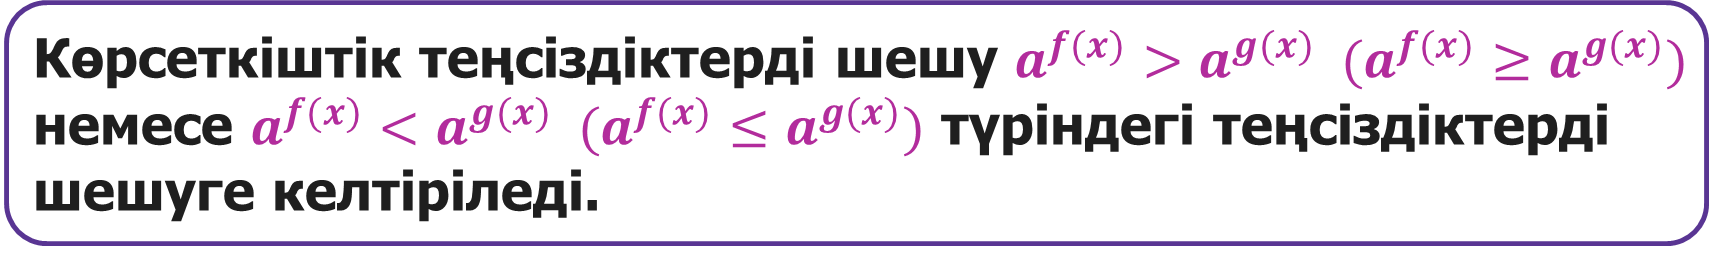 Көрсеткіштік теңсіздіктерді шешу a^{f(x)} > a^{g(x)} (a^{f(x)} ≥ a^{g(x)})
немесе a^{f(x)} < a^{g(x)} (a^{f(x)} ≤ a^{g(x)}) түріндегі теңсіздіктерді
шешуге келтіріледі.